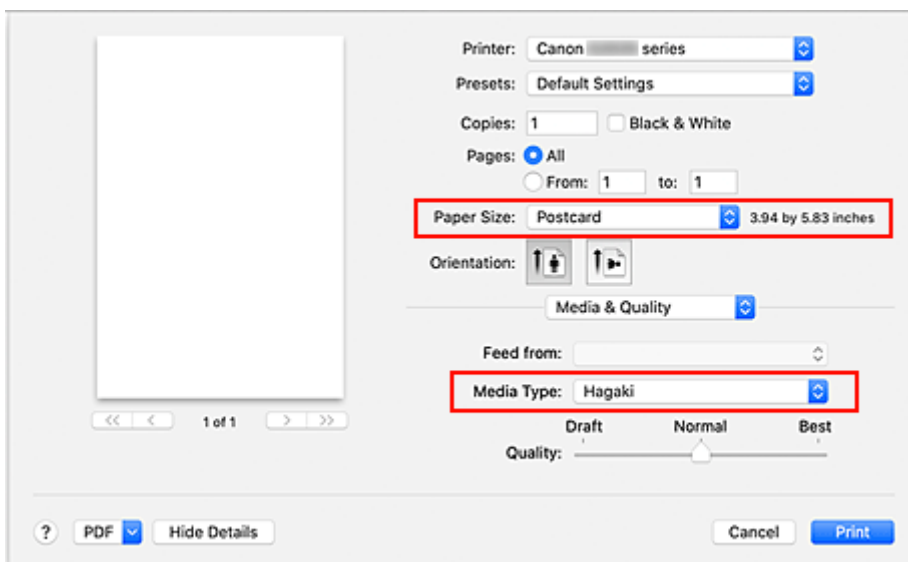 Printer: Canon series
Presets: Default Settings
Copies: 1 Black & White
Pages: All
From: 1 to: 1
Paper Size: Postcard 3.94 by 5.83 inches
Orientation:
Media & Quality
Feed from:
Media Type: Hagaki
Draft Normal Best
Quality:
<< < 1 of 1 > >>
? PDF Hide Details Cancel Print